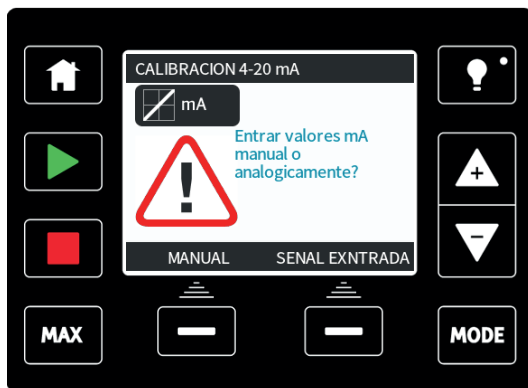 CALIBRACION 4-20 mA
mA
Entrar valores mA
manual o
analogicamente?
MANUAL SENAL EXNTRADA
MAX
MODE